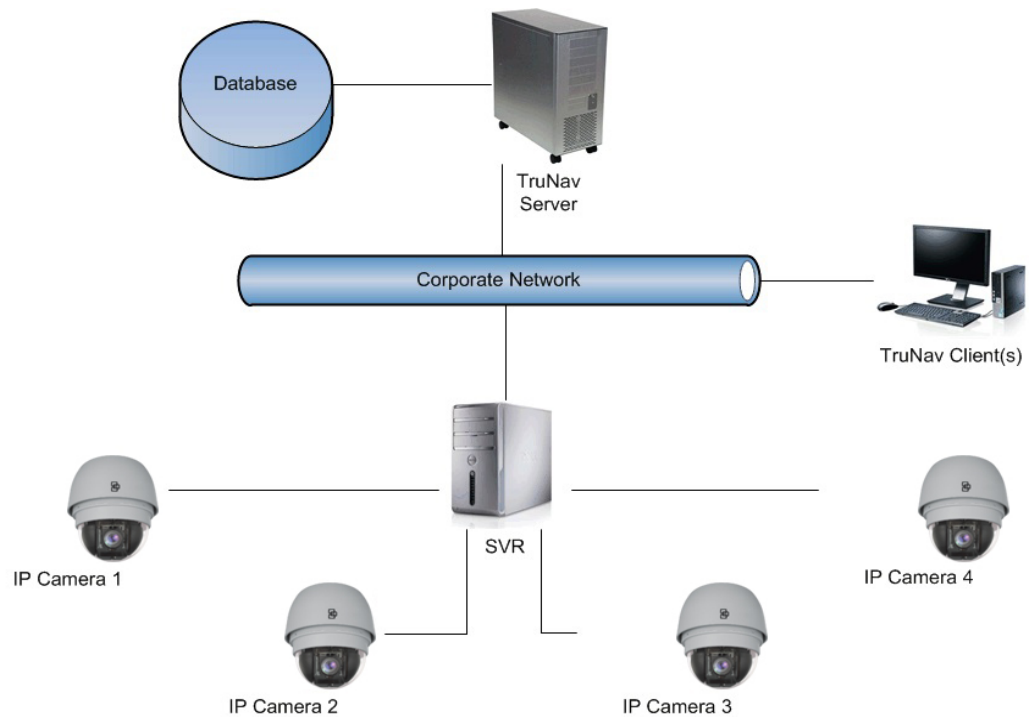 Database
TruNav
Server
Corporate Network
TruNav Client(s)
SVR
IP Camera 1
IP Camera 4
IP Camera 2
IP Camera 3